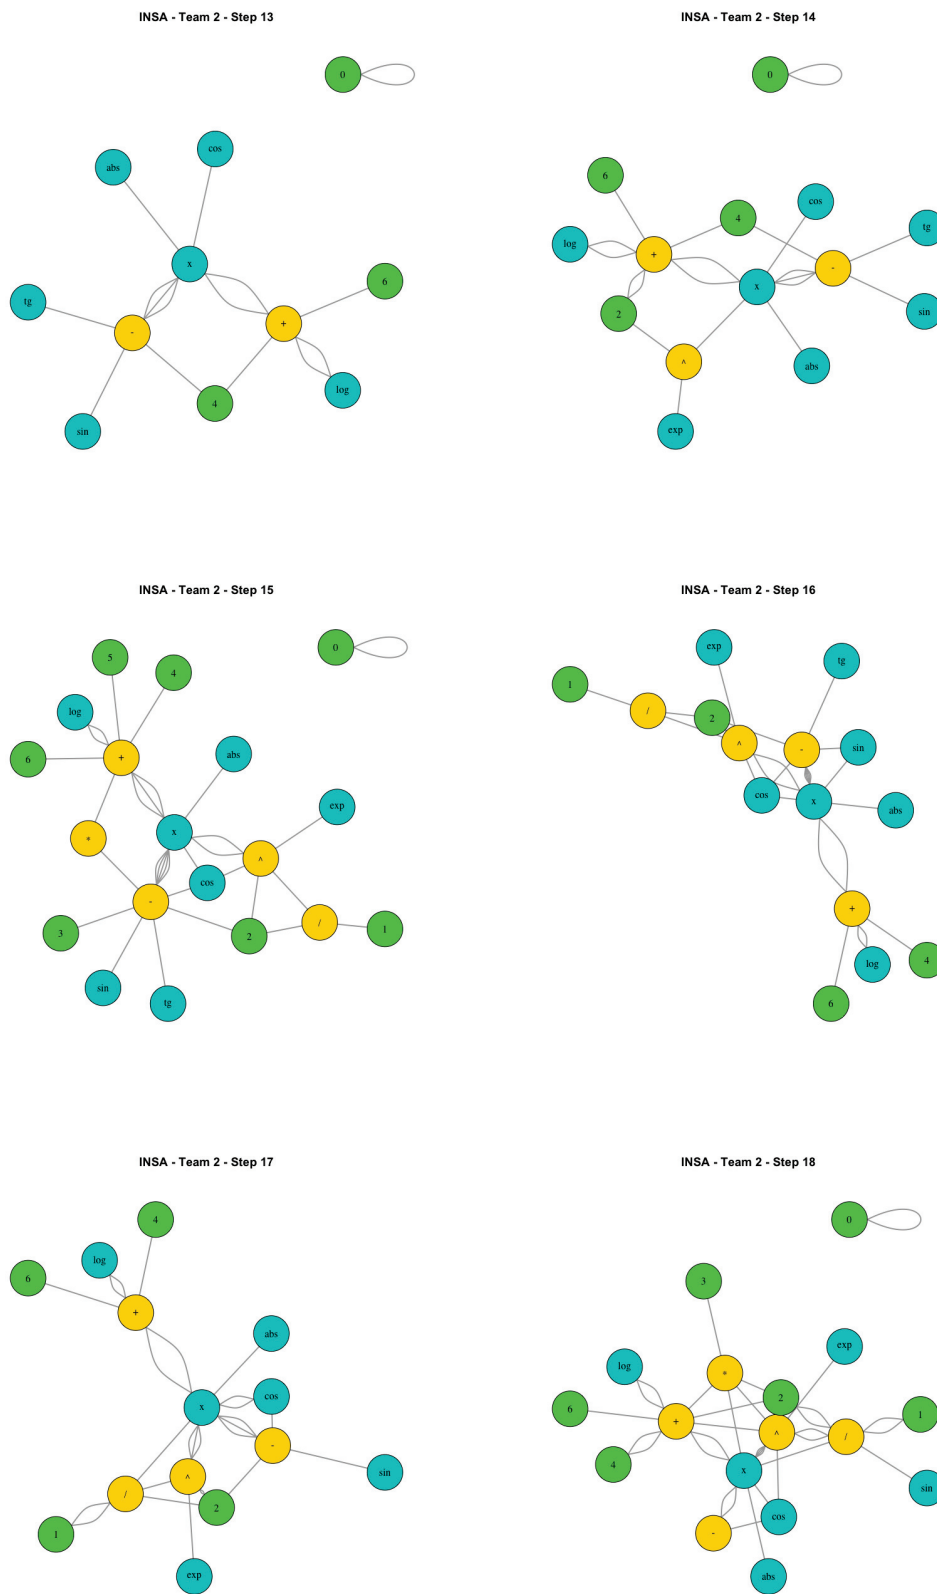 INSA - Team 2 - Step 13
0
cos
abs
x
6
tg
-
+
log
4
sin
INSA - Team 2 - Step 14
0
6
cos
4
tg
log
+
-
x
2
sin
^
abs
exp
INSA - Team 2 - Step 15
0
5
4
log
6
+
abs
exp
x
*
^
cos
-
2
/
1
3
sin
tg
INSA - Team 2 - Step 16
exp
tg
1
/
2
^
-
sin
cos
x
abs
+
4
log
6
INSA - Team 2 - Step 17
4
log
6
+
abs
cos
x
-
sin
^
/
2
1
exp
INSA - Team 2 - Step 18
0
3
exp
log
*
2
6
+
1
^
/
4
x
sin
cos
-
abs